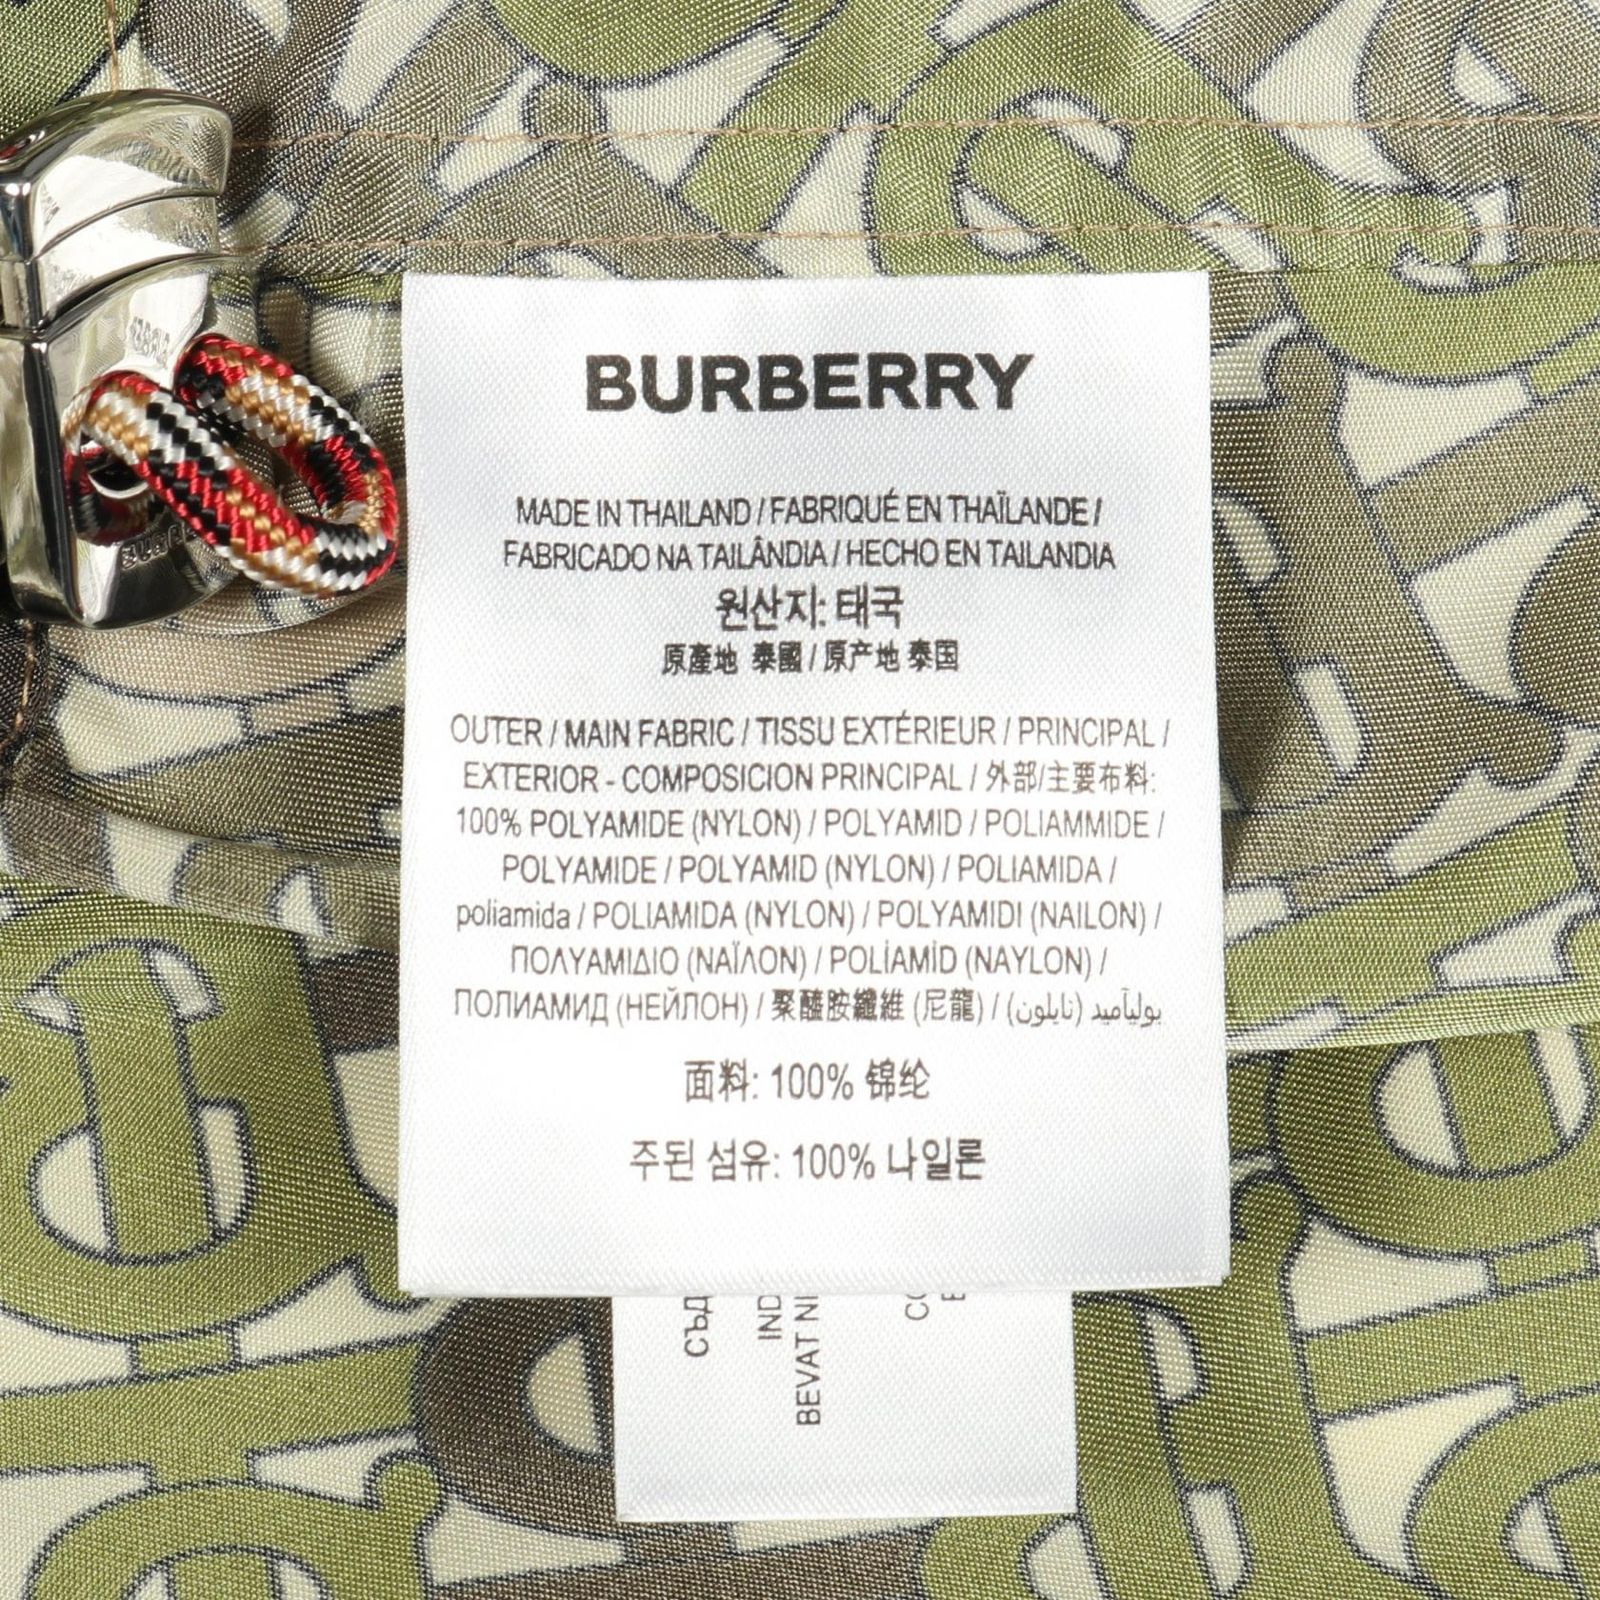 BURBERRY
MADE IN THAILAND / FABRIQUÉ EN THAÏLANDE /
FABRICADO NA TAILÂNDIA / HECHO EN TAILANDIA
원산지: 태국
原產地 泰國 / 原产地 泰国
OUTER / MAIN FABRIC / TISSU EXTÉRIEUR / PRINCIPAL /
EXTERIOR - COMPOSICION PRINCIPAL / 外部/主要布料:
100% POLYAMIDE (NYLON) / POLYAMID / POLIAMMIDE /
POLYAMIDE / POLYAMID (NYLON) / POLIAMIDA /
poliamida / POLIAMIDA (NYLON) / POLYAMIDI (NAILON) /
ΠΟΛΥΑΜΙΔΙΟ (ΝΑΪΛΟΝ) / POLİAMİD (NAYLON) /
ПОЛИАМИД (НЕЙЛОН) / 聚醯胺纖維 (尼龍) / بوليآميد (نايلون)
面料: 100% 锦纶
주된 섬유: 100% 나일론
СЪД
IND
BEVAT NI